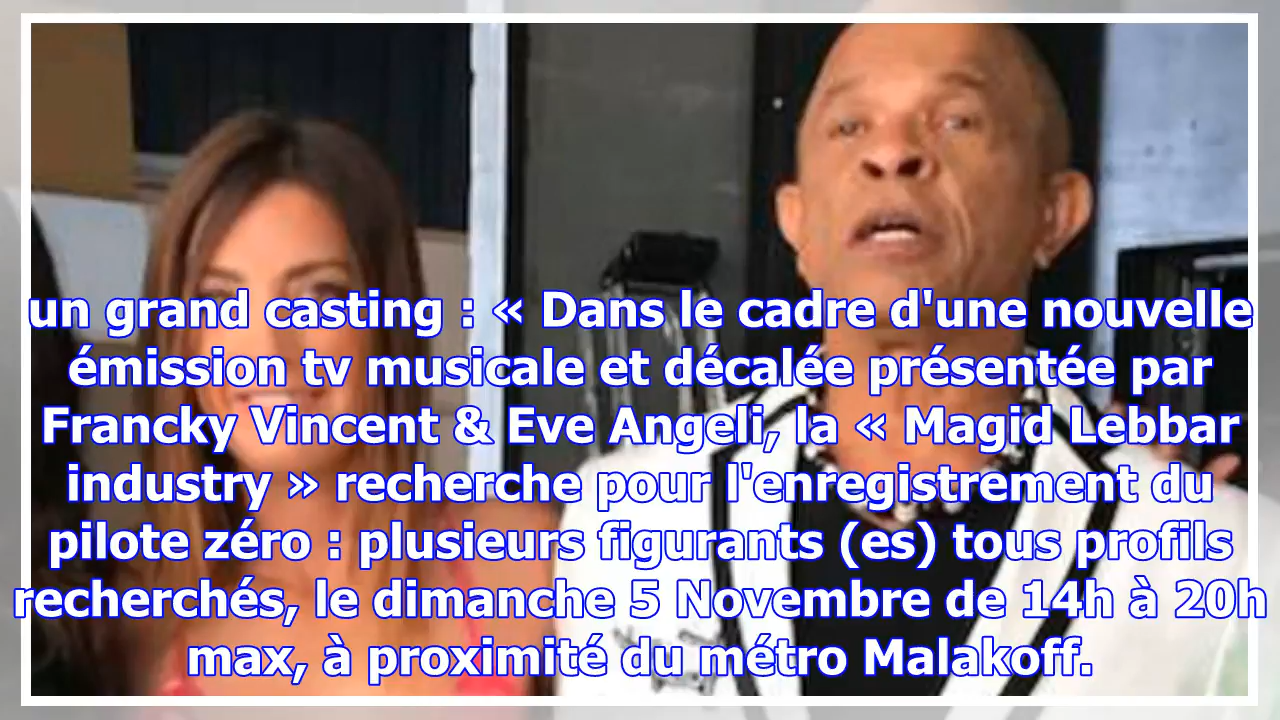 un grand casting : « Dans le cadre d'une nouvelle
émission tv musicale et décalée présentée par
Francky Vincent & Eve Angeli, la « Magid Lebbar
industry » recherche pour l'enregistrement du
pilote zéro : plusieurs figurants (es) tous profils
recherchés, le dimanche 5 Novembre de 14h à 20h
max, à proximité du métro Malakoff.